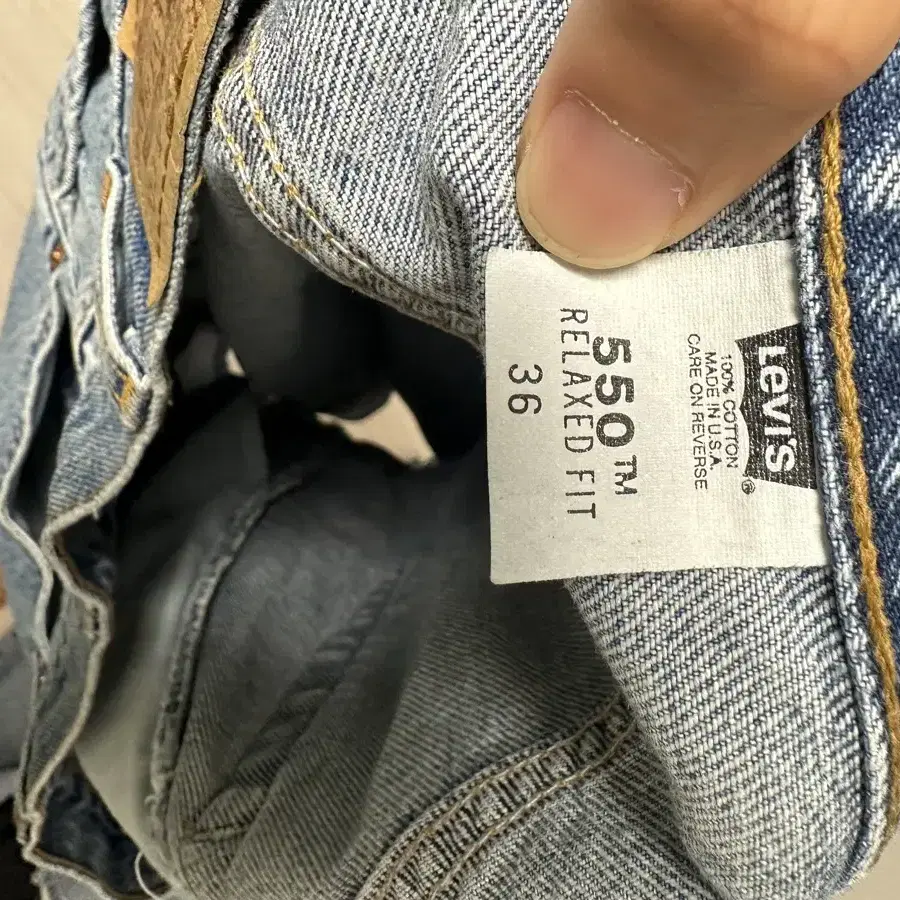 Levi's®
100% COTTON
MADE IN U.S.A.
CARE ON REVERSE
550™
RELAXED FIT
36